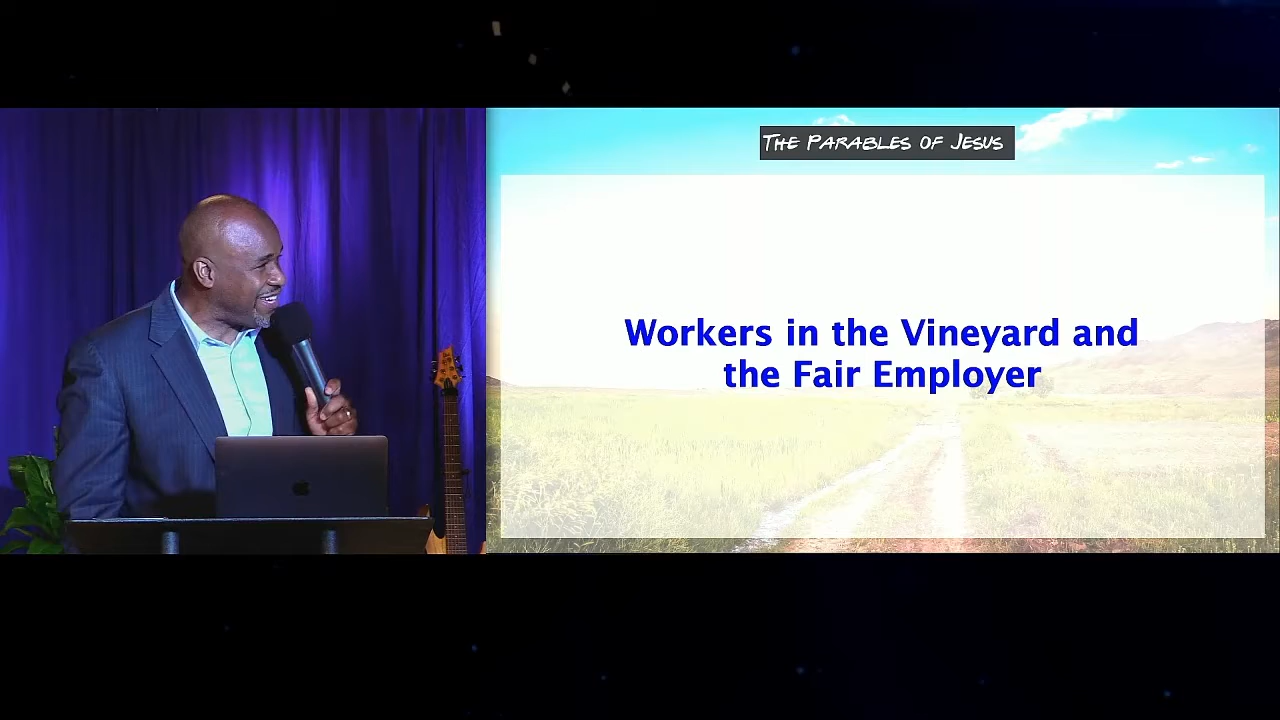 The Parables of Jesus
Workers in the Vineyard and
the Fair Employer